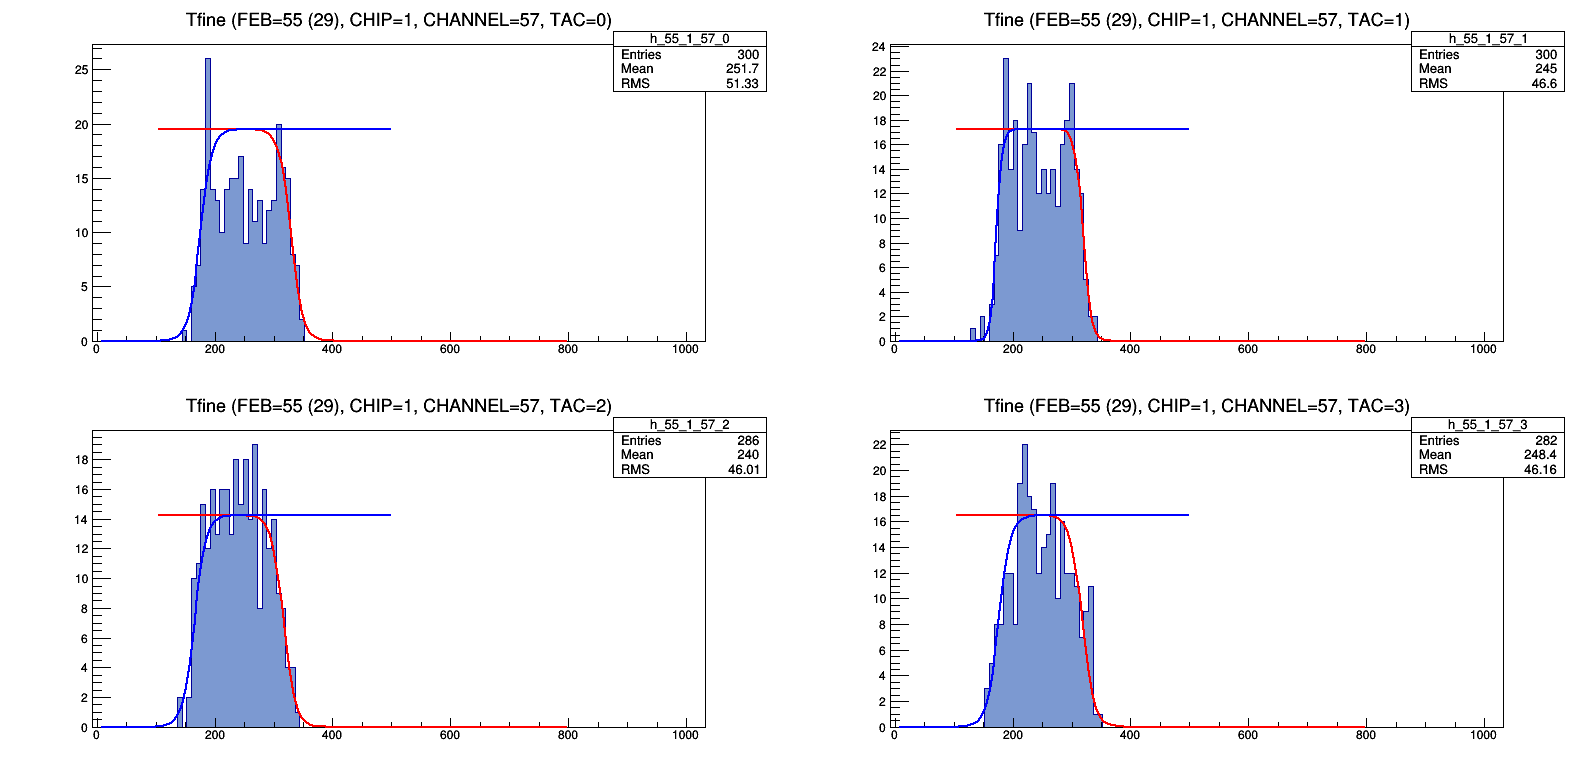 Tfine (FEB=55 (29), CHIP=1, CHANNEL=57, TAC=0)
h_55_1_57_0
Entries 300
Mean 251.7
RMS 51.33
25
20
15
10
5
0
0 200 400 600 800 1000
Tfine (FEB=55 (29), CHIP=1, CHANNEL=57, TAC=1)
h_55_1_57_1
Entries 300
Mean 245
RMS 46.6
24
22
20
18
16
14
12
10
8
6
4
2
0
0 200 400 600 800 1000
Tfine (FEB=55 (29), CHIP=1, CHANNEL=57, TAC=2)
h_55_1_57_2
Entries 286
Mean 240
RMS 46.01
18
16
14
12
10
8
6
4
2
0
0 200 400 600 800 1000
Tfine (FEB=55 (29), CHIP=1, CHANNEL=57, TAC=3)
h_55_1_57_3
Entries 282
Mean 248.4
RMS 46.16
22
20
18
16
14
12
10
8
6
4
2
0
0 200 400 600 800 1000